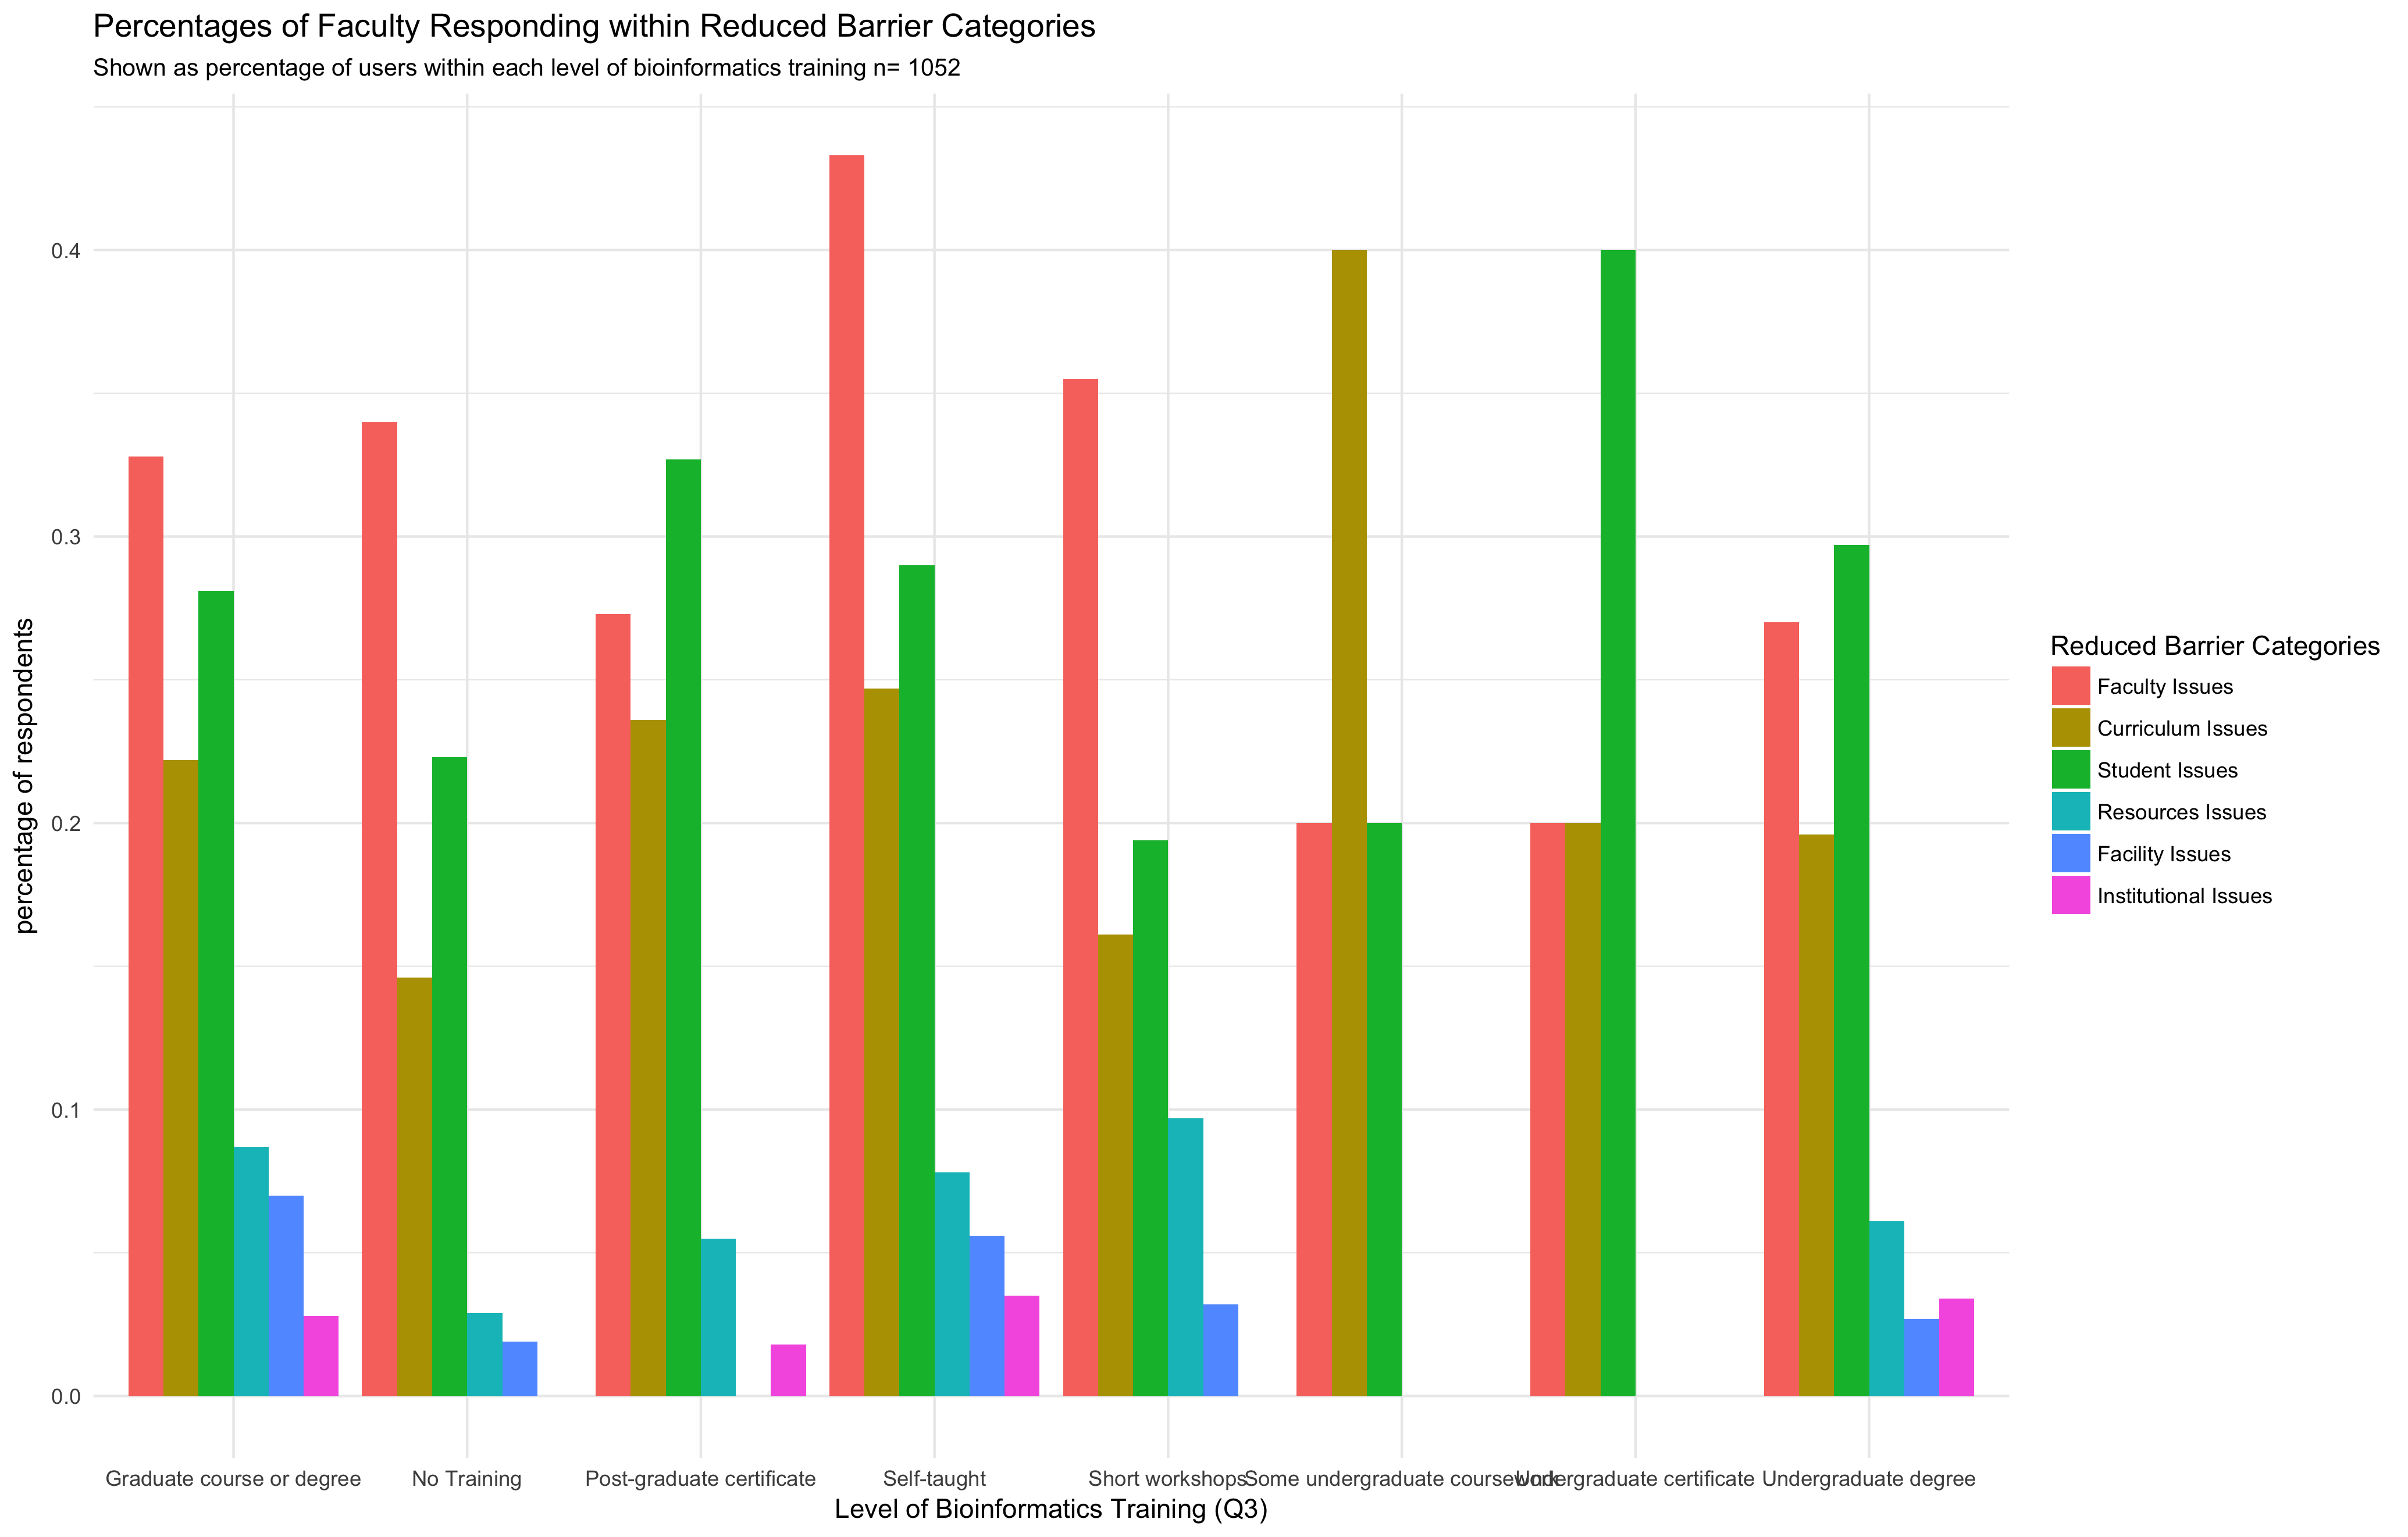 Percentages of Faculty Responding within Reduced Barrier Categories
Shown as percentage of users within each level of bioinformatics training n= 1052
percentage of respondents
0.4
0.3
0.2
0.1
0.0
Graduate course or degree
No Training
Post-graduate certificate
Self-taught
Short workshops
Some undergraduate coursework
Undergraduate certificate
Undergraduate degree
Level of Bioinformatics Training (Q3)
Reduced Barrier Categories
Faculty Issues
Curriculum Issues
Student Issues
Resources Issues
Facility Issues
Institutional Issues